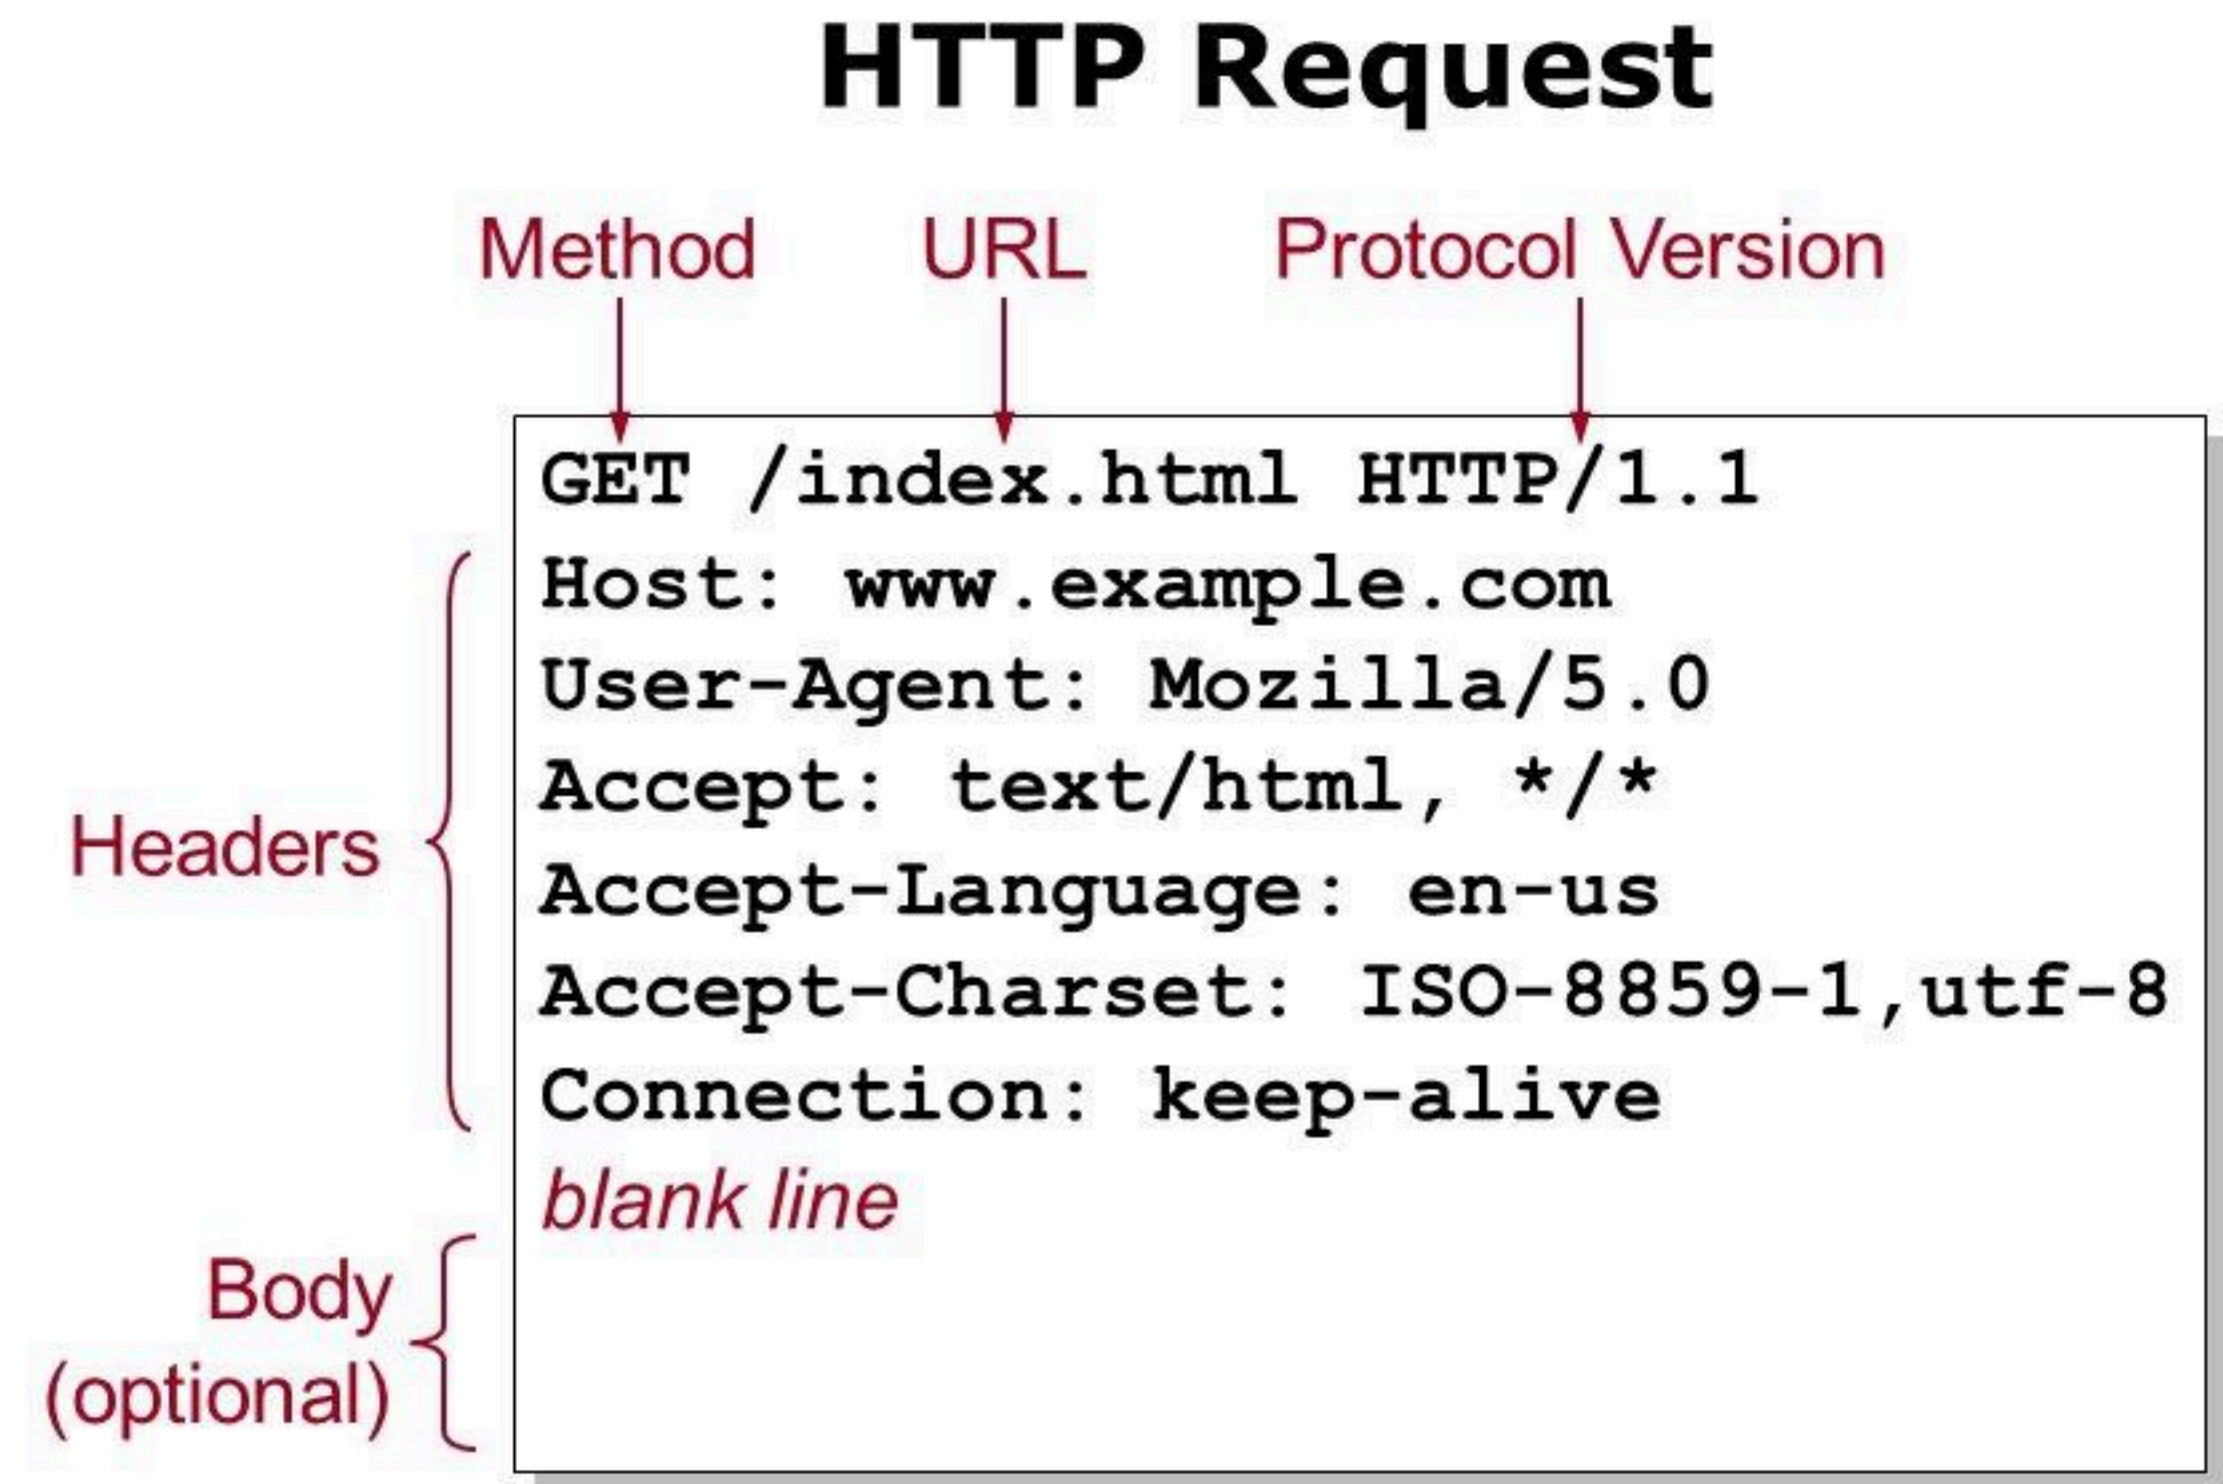 HTTP Request
Method URL Protocol Version
GET /index.html HTTP/1.1
Host: www.example.com
User-Agent: Mozilla/5.0
Accept: text/html, */*
Headers
Accept-Language: en-us
Accept-Charset: ISO-8859-1,utf-8
Connection: keep-alive
blank line
Body
(optional)